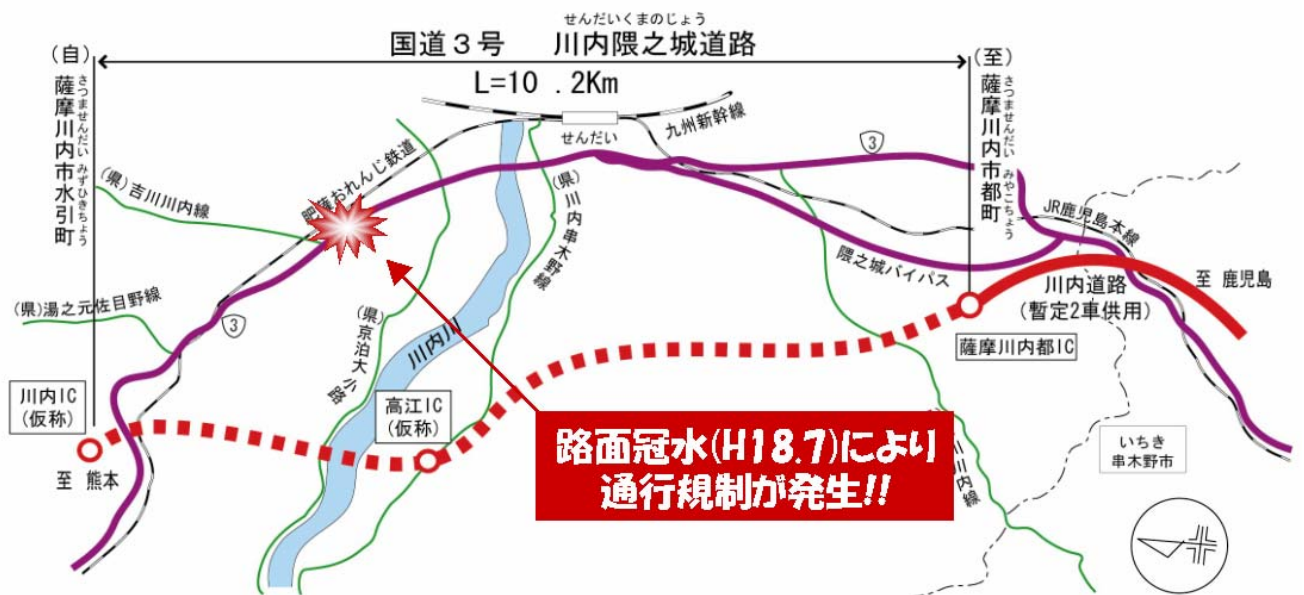 せんだいくまのじょう
国道3号 川内隈之城道路
L=10 .2Km
(自)
薩摩川内市水引町
さつませんだい みずひきちょう
(至)
薩摩川内市都町
さつませんだい みやこちょう
せんだい
九州新幹線
3
肥薩おれんじ鉄道
(県)吉川川内線
(県)川内串木野線
JR鹿児島本線
隈之城バイパス
至 鹿児島
川内道路
(暫定2車供用)
(県)湯之元佐目野線
3
(県)京泊大小路
川内川
薩摩川内都IC
川内IC
(仮称)
高江IC
(仮称)
至 熊本
路面冠水(H18.7)により
通行規制が発生!!
川内線
いちき
串木野市